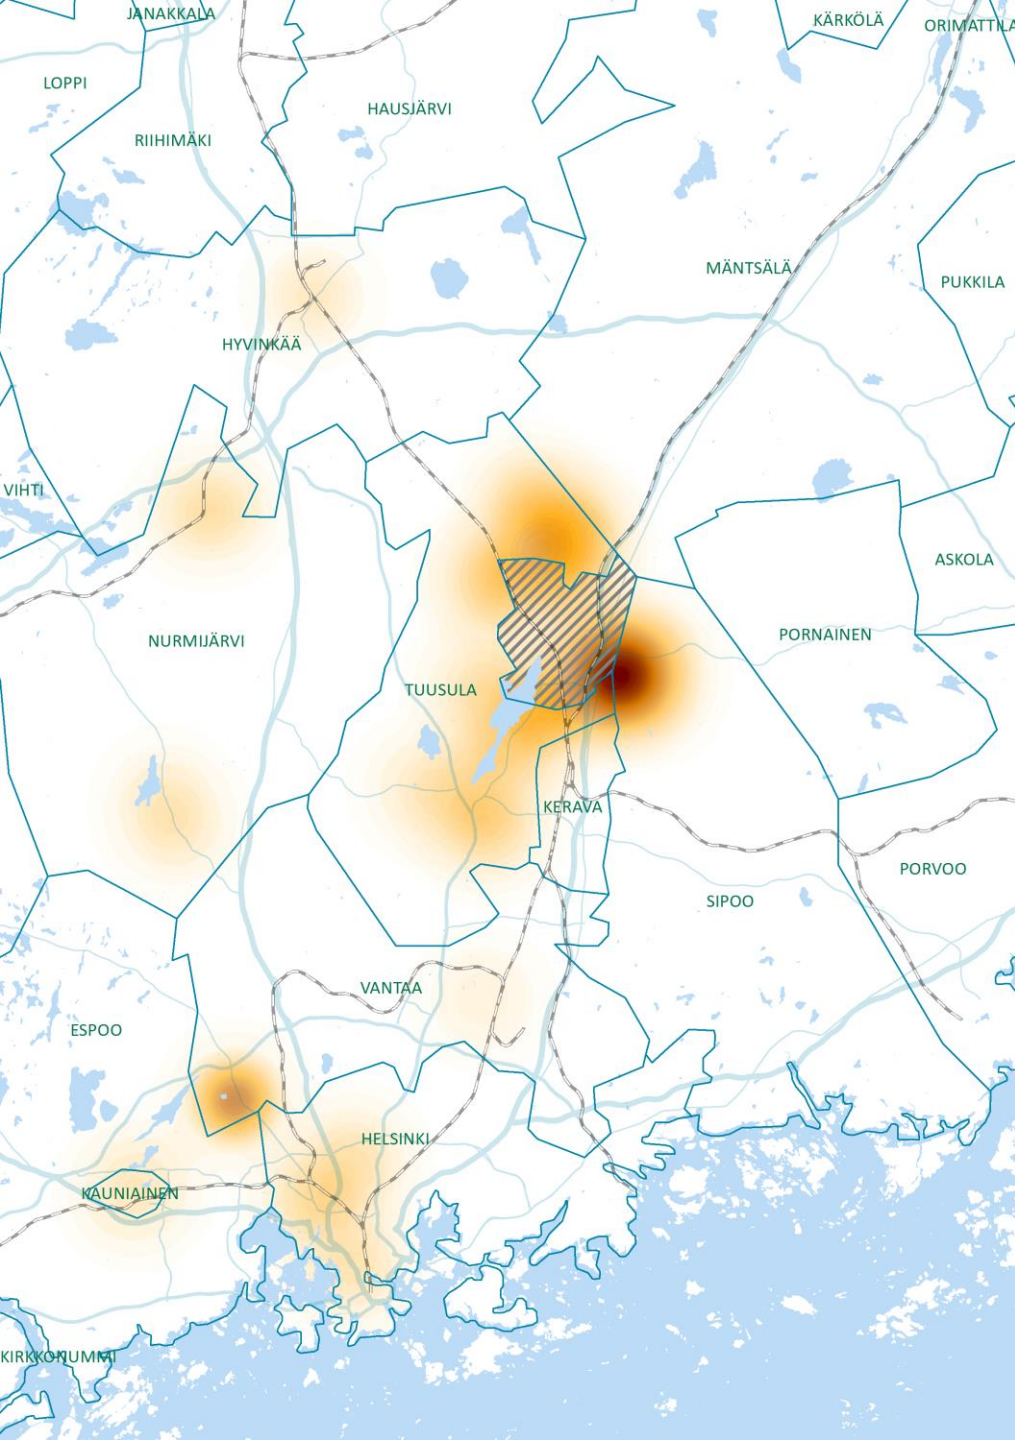 JANAKKALA
KÄRKÖLÄ
ORIMATTILA
LOPPI
HAUSJÄRVI
RIIHIMÄKI
MÄNTSÄLÄ
PUKKILA
HYVINKÄÄ
VIHTI
ASKOLA
NURMIJÄRVI
PORNAINEN
TUUSULA
KERAVA
PORVOO
SIPOO
VANTAA
ESPOO
HELSINKI
KAUNIAINEN
KIRKKONUMMI